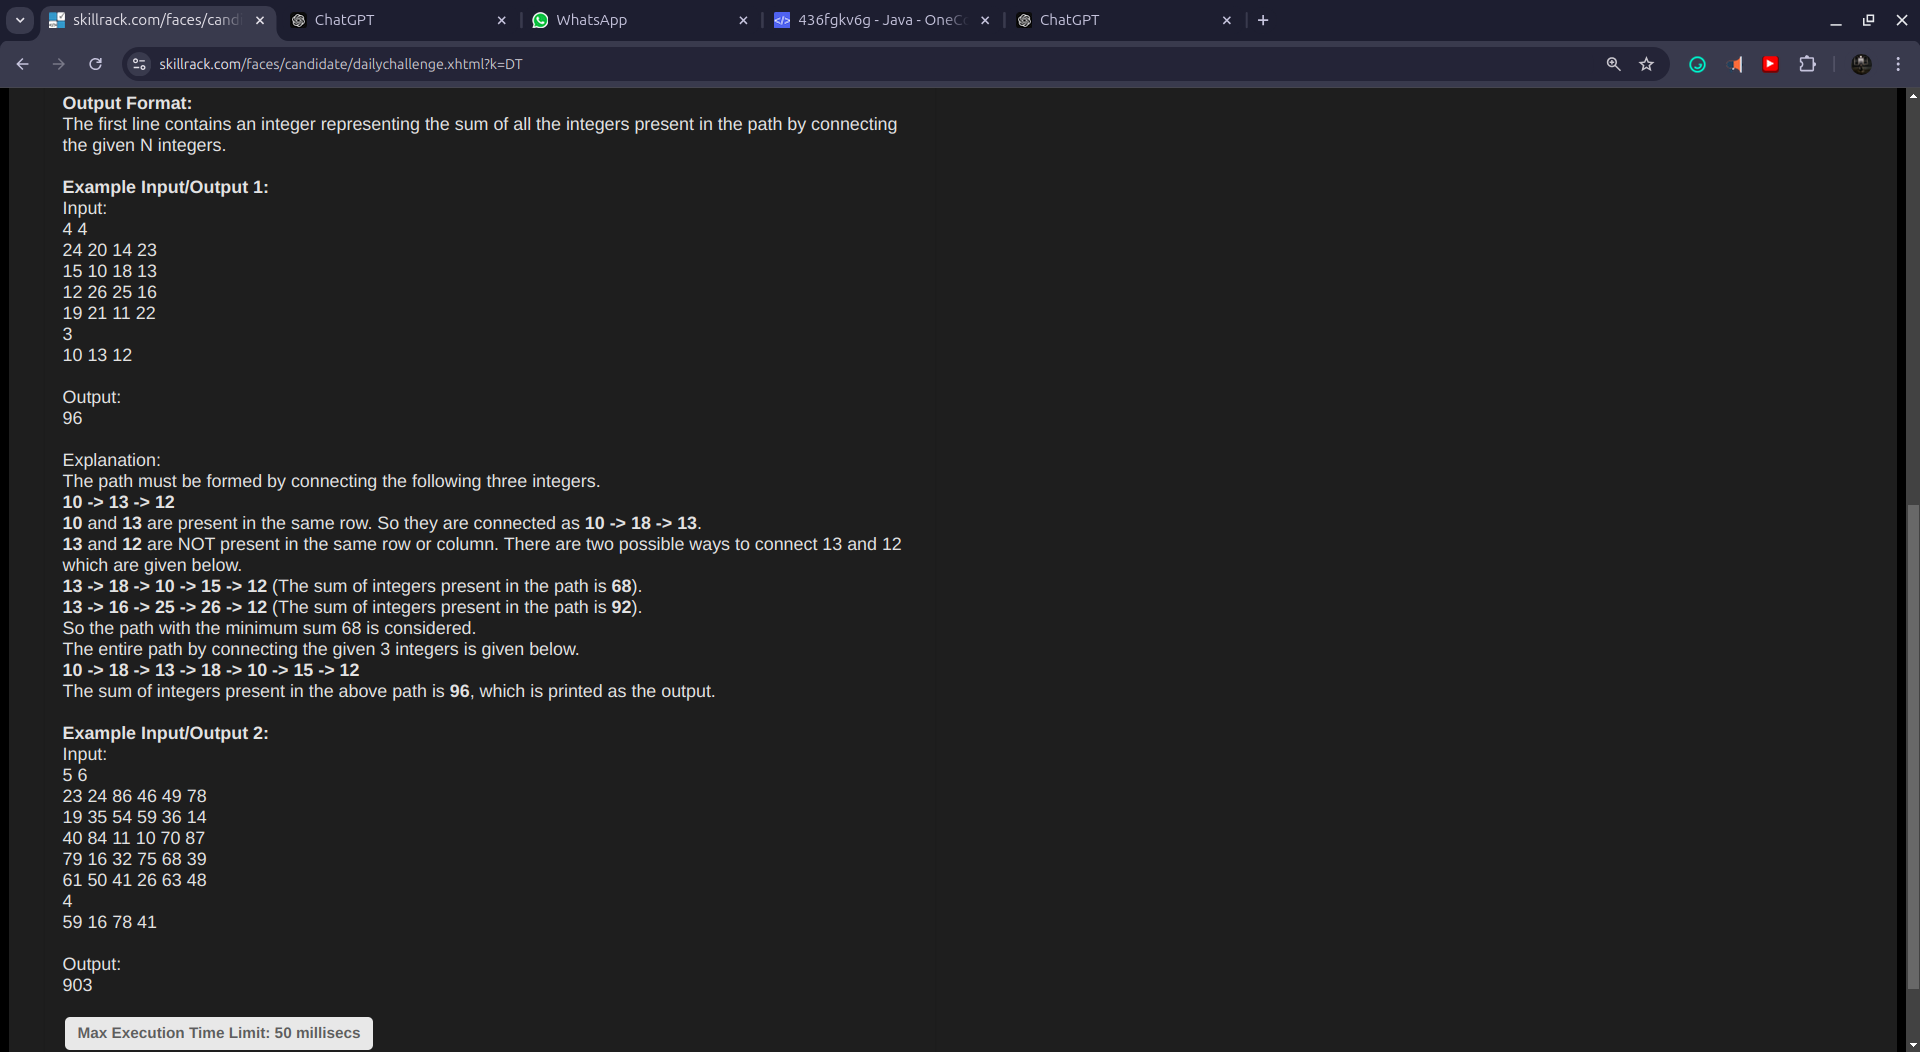 skillrack.com/faces/candi
ChatGPT
WhatsApp
436fgkv6g - Java - OneCo
ChatGPT
skillrack.com/faces/candidate/dailychallenge.xhtml?k=DT
Output Format:
The first line contains an integer representing the sum of all the integers present in the path by connecting
the given N integers.
Example Input/Output 1:
Input:
4 4
24 20 14 23
15 10 18 13
12 26 25 16
19 21 11 22
3
10 13 12
Output:
96
Explanation:
The path must be formed by connecting the following three integers.
10 -> 13 -> 12
10 and 13 are present in the same row. So they are connected as 10 -> 18 -> 13.
13 and 12 are NOT present in the same row or column. There are two possible ways to connect 13 and 12
which are given below.
13 -> 18 -> 10 -> 15 -> 12 (The sum of integers present in the path is 68).
13 -> 16 -> 25 -> 26 -> 12 (The sum of integers present in the path is 92).
So the path with the minimum sum 68 is considered.
The entire path by connecting the given 3 integers is given below.
10 -> 18 -> 13 -> 18 -> 10 -> 15 -> 12
The sum of integers present in the above path is 96, which is printed as the output.
Example Input/Output 2:
Input:
5 6
23 24 86 46 49 78
19 35 54 59 36 14
40 84 11 10 70 87
79 16 32 75 68 39
61 50 41 26 63 48
4
59 16 78 41
Output:
903
Max Execution Time Limit: 50 millisecs